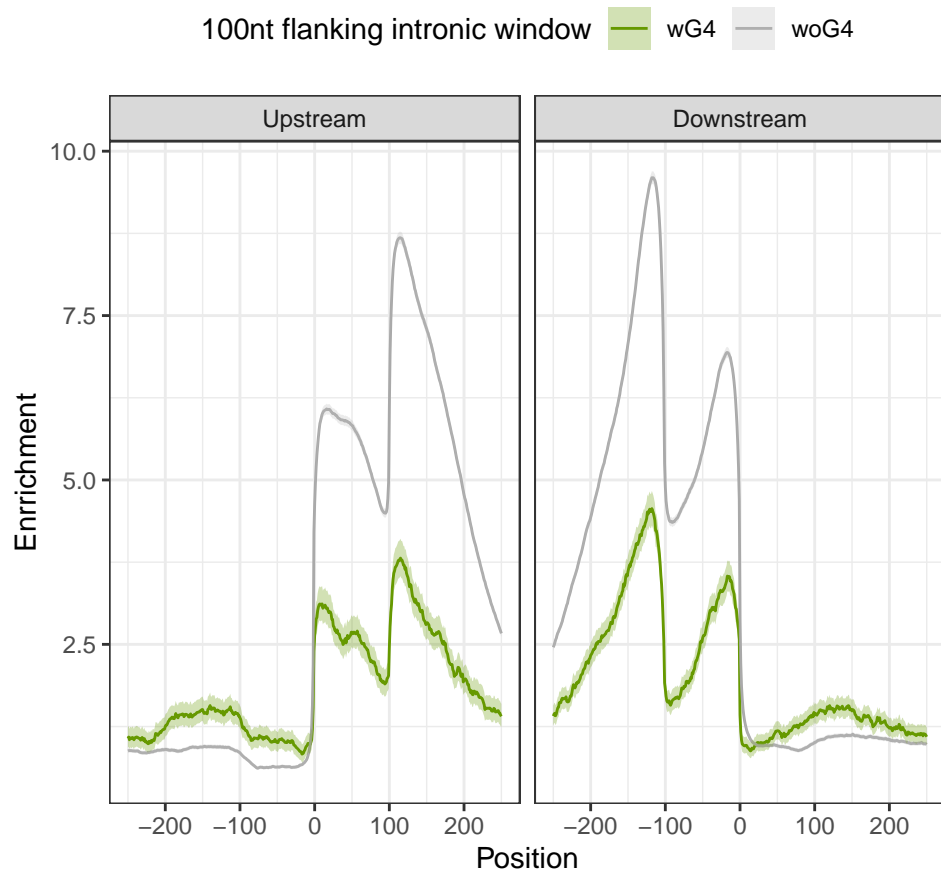 100nt flanking intronic window wG4 woG4
Upstream Downstream
10.0
7.5
5.0
2.5
Enrrichment
−200 −100 0 100 200 −200 −100 0 100 200
Position